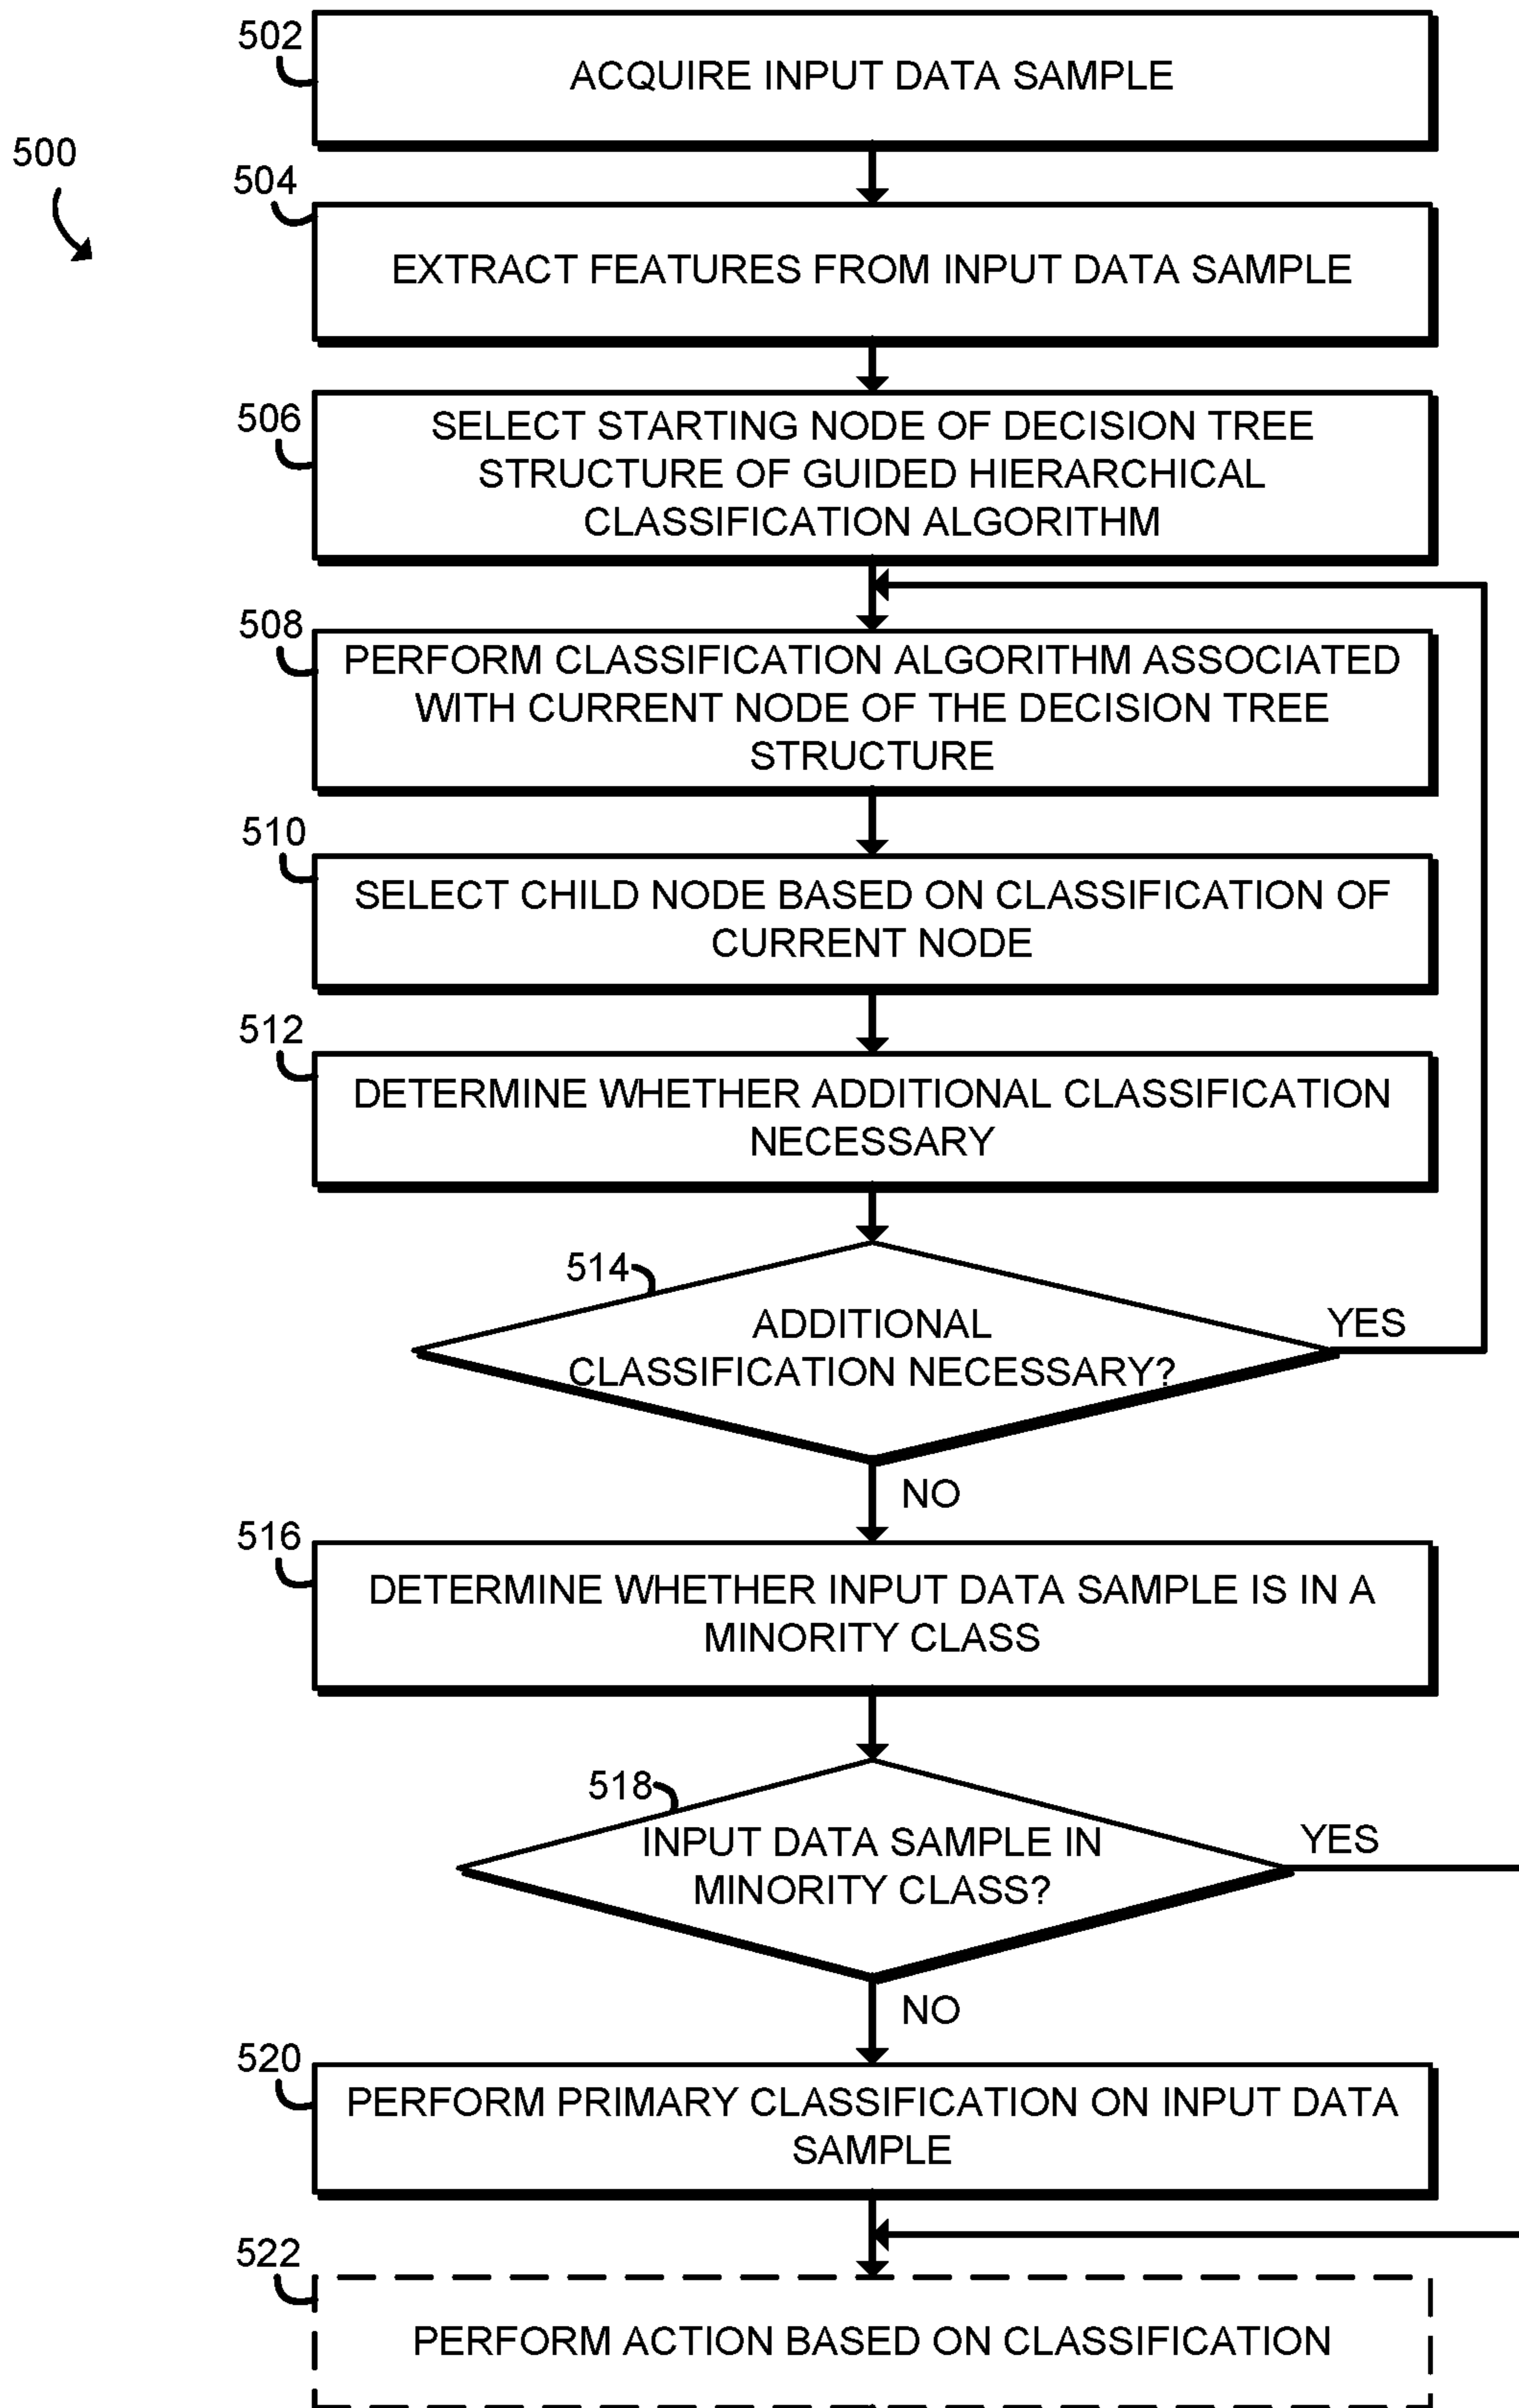 502
ACQUIRE INPUT DATA SAMPLE
500
504
EXTRACT FEATURES FROM INPUT DATA SAMPLE
506
SELECT STARTING NODE OF DECISION TREE
STRUCTURE OF GUIDED HIERARCHICAL
CLASSIFICATION ALGORITHM
508
PERFORM CLASSIFICATION ALGORITHM ASSOCIATED
WITH CURRENT NODE OF THE DECISION TREE
STRUCTURE
510
SELECT CHILD NODE BASED ON CLASSIFICATION OF
CURRENT NODE
512
DETERMINE WHETHER ADDITIONAL CLASSIFICATION
NECESSARY
514
ADDITIONAL
CLASSIFICATION NECESSARY?
YES
NO
516
DETERMINE WHETHER INPUT DATA SAMPLE IS IN A
MINORITY CLASS
518
INPUT DATA SAMPLE IN
MINORITY CLASS?
YES
NO
520
PERFORM PRIMARY CLASSIFICATION ON INPUT DATA
SAMPLE
522
PERFORM ACTION BASED ON CLASSIFICATION